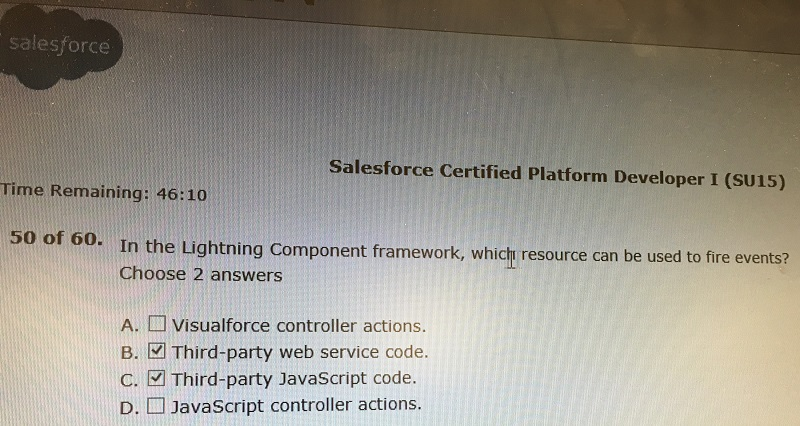 salesforce
Salesforce Certified Platform Developer I (SU15)
Time Remaining: 46:10
50 of 60. In the Lightning Component framework, which resource can be used to fire events?
Choose 2 answers
A. Visualforce controller actions.
B. Third-party web service code.
C. Third-party JavaScript code.
D. JavaScript controller actions.